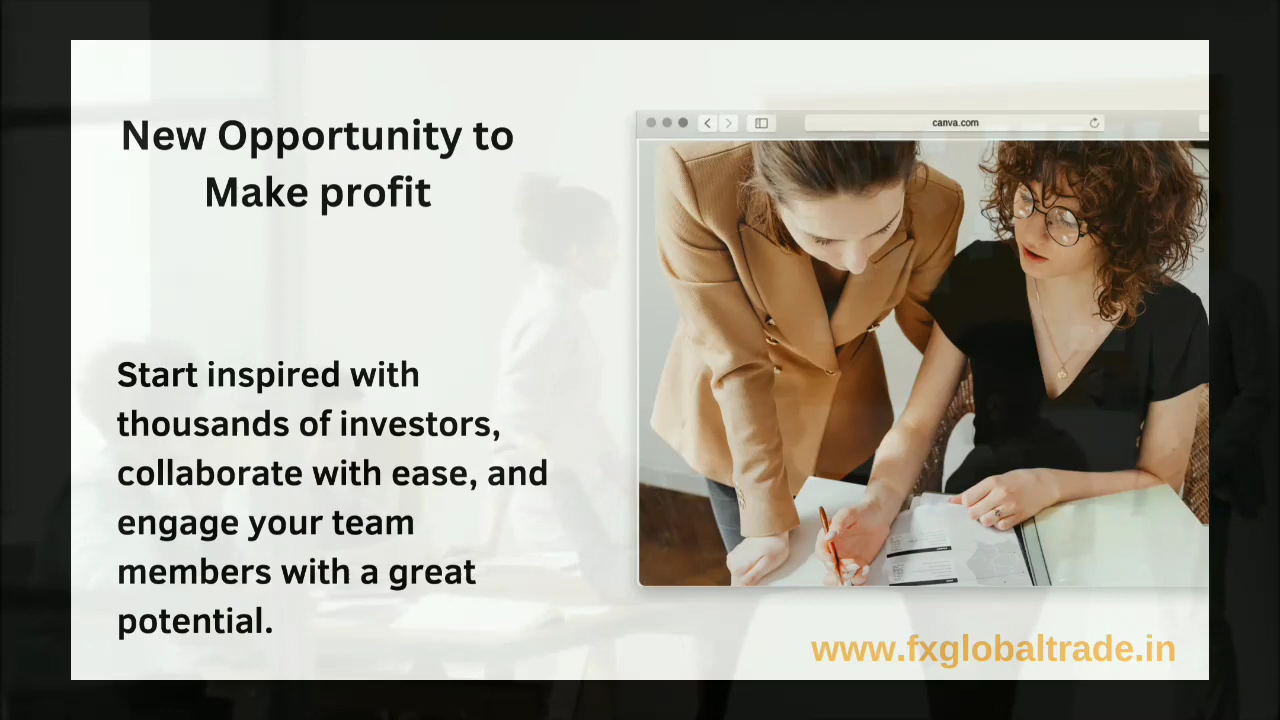 New Opportunity to
Make profit
canva.com
Start inspired with
thousands of investors,
collaborate with ease, and
engage your team
members with a great
potential.
www.fxglobaltrade.in